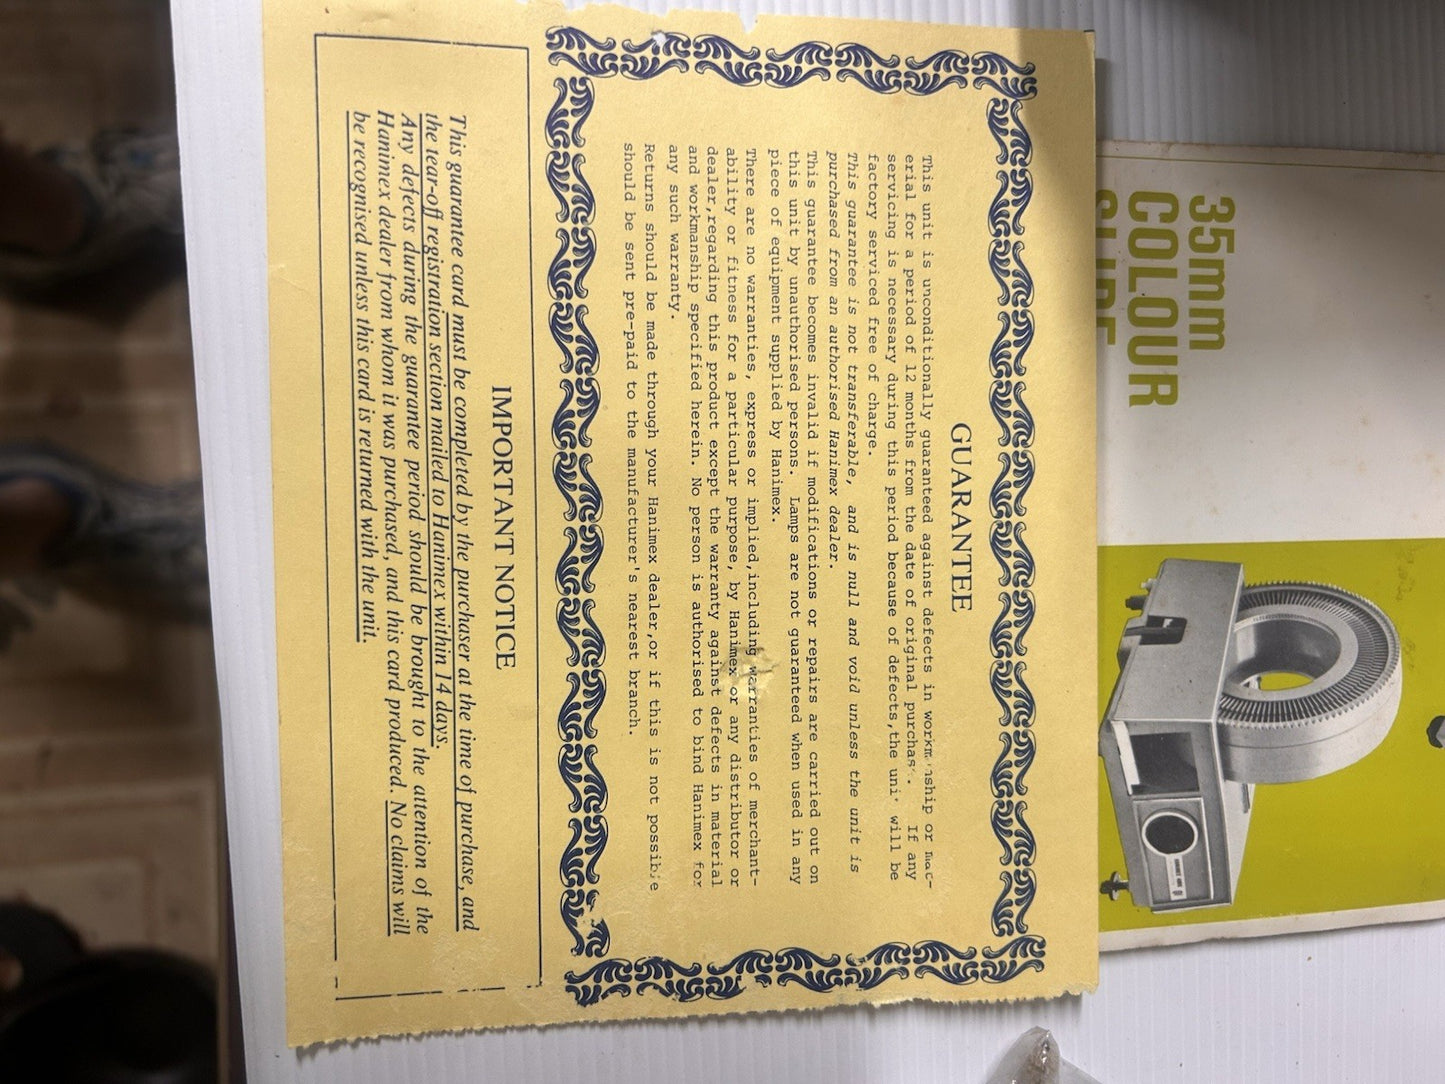 GUARANTEE
This unit is unconditionally guaranteed against defects in workmanship or mac-
erial for a period of 12 months from the date of original purchase. If any
servicing is necessary during this period because of defects,the unit will be
factory serviced free of charge.
This guarantee is not transferable, and is null and void unless the unit is
purchased from an authorised Hanimex dealer.
This guarantee becomes invalid if modifications or repairs are carried out on
this unit by unauthorised persons. Lamps are not guaranteed when used in any
piece of equipment supplied by Hanimex.
There are no warranties, express or implied,including warranties of merchant-
ability or fitness for a particular purpose, by Hanimex or any distributor or
dealer,regarding this product except the warranty against defects in material
and workmanship specified herein. No person is authorised to bind Hanimex for
any such warranty.
Returns should be made through your Hanimex dealer,or if this is not possible
should be sent pre-paid to the manufacturer's nearest branch.
IMPORTANT NOTICE
This guarantee card must be completed by the purchaser at the time of purchase, and
the tear-off registration section mailed to Hanimex within 14 days.
Any defects during the guarantee period should be brought to the attention of the
Hanimex dealer from whom it was purchased, and this card produced. No claims will
be recognised unless this card is returned with the unit.
35mm
COLOUR
SLIDE